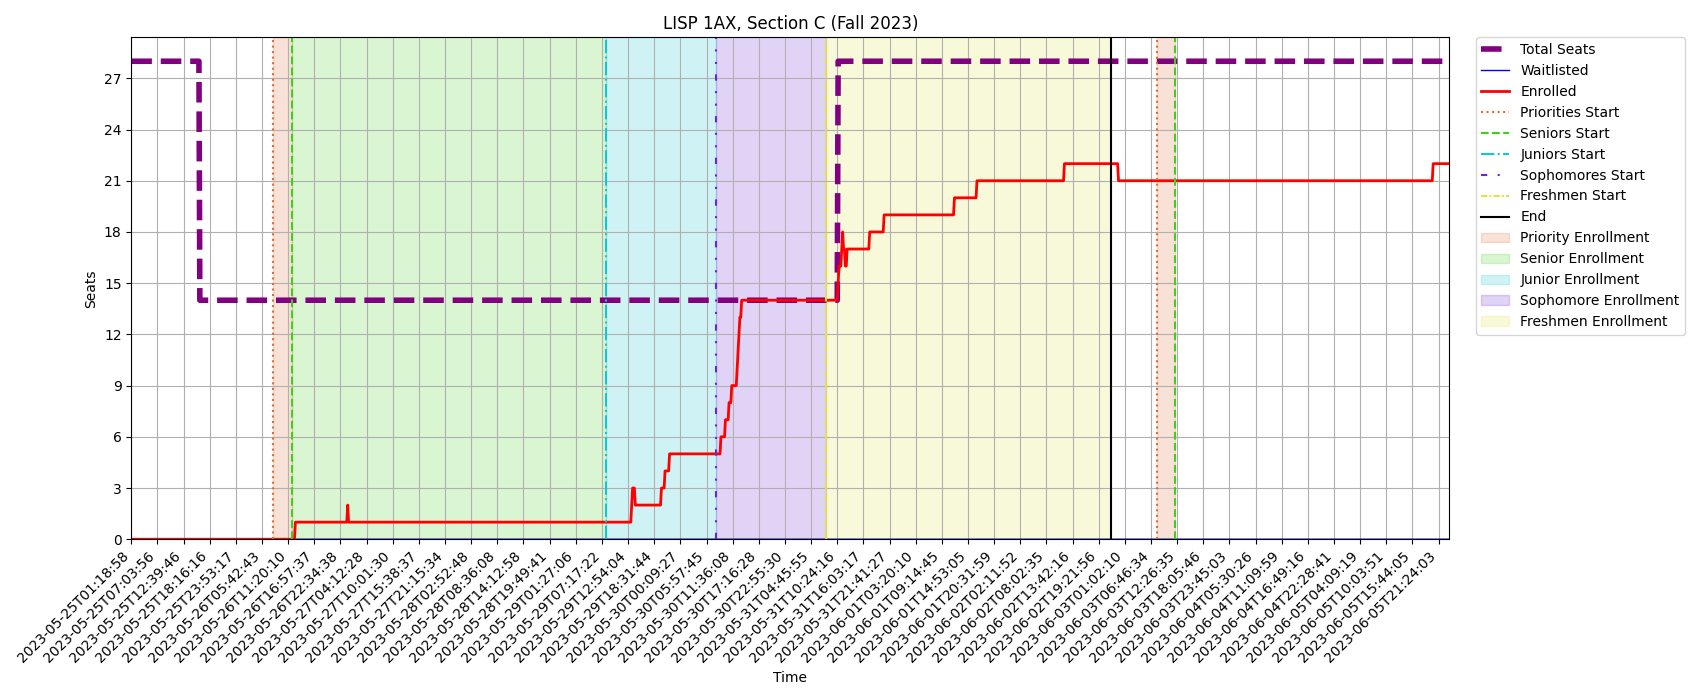 LISP 1AX, Section C (Fall 2023)
Total Seats
Waitlisted
Enrolled
Priorities Start
Seniors Start
Juniors Start
Sophomores Start
Freshmen Start
End
Priority Enrollment
Senior Enrollment
Junior Enrollment
Sophomore Enrollment
Freshmen Enrollment
Seats
27
24
21
18
15
12
9
6
3
0
2023-05-25T01:18:58
2023-05-25T07:03:56
2023-05-25T12:39:46
2023-05-25T18:16:16
2023-05-25T23:53:17
2023-05-26T05:42:43
2023-05-26T11:20:10
2023-05-26T16:57:37
2023-05-26T22:34:38
2023-05-27T04:12:28
2023-05-27T10:01:30
2023-05-27T15:38:37
2023-05-27T21:15:34
2023-05-28T02:52:48
2023-05-28T08:36:08
2023-05-28T14:12:58
2023-05-28T19:49:41
2023-05-29T01:27:06
2023-05-29T07:17:22
2023-05-29T12:54:04
2023-05-29T18:31:44
2023-05-30T00:09:27
2023-05-30T05:57:45
2023-05-30T11:36:08
2023-05-30T17:16:28
2023-05-30T22:55:30
2023-05-31T04:45:55
2023-05-31T10:24:16
2023-05-31T16:03:17
2023-05-31T21:41:27
2023-06-01T03:20:10
2023-06-01T09:14:45
2023-06-01T14:53:05
2023-06-01T20:31:59
2023-06-02T02:11:52
2023-06-02T08:02:35
2023-06-02T13:42:16
2023-06-02T19:21:56
2023-06-03T01:02:10
2023-06-03T06:46:34
2023-06-03T12:26:35
2023-06-03T18:05:46
2023-06-03T23:45:03
2023-06-04T05:30:26
2023-06-04T11:09:59
2023-06-04T16:49:16
2023-06-04T22:28:41
2023-06-05T04:09:19
2023-06-05T10:03:51
2023-06-05T15:44:05
2023-06-05T21:24:03
Time